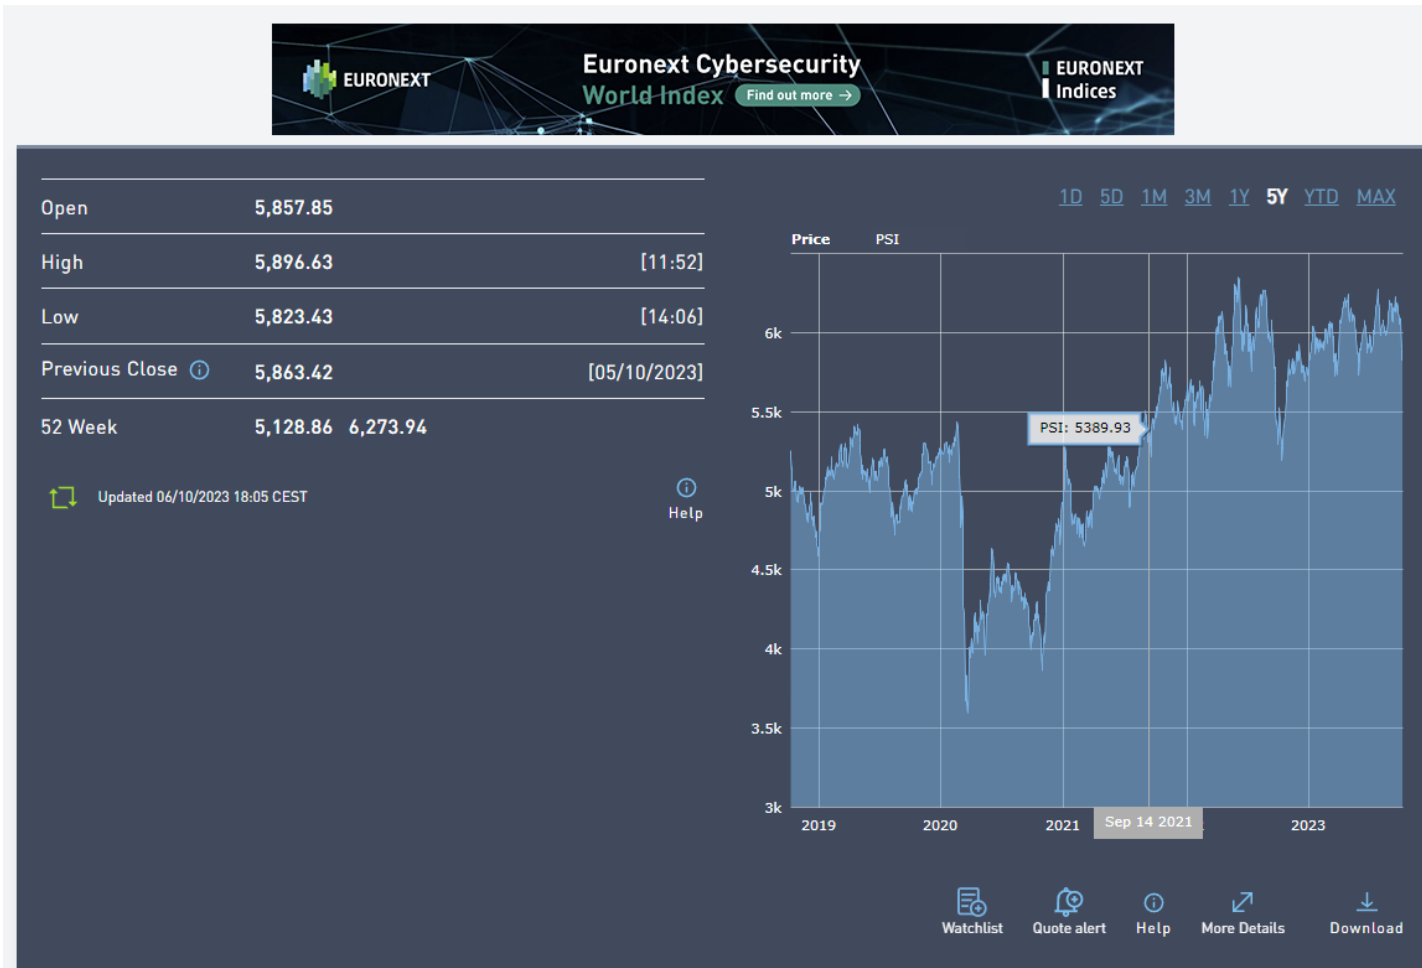 EURONEXT
Euronext Cybersecurity
World Index Find out more →
EURONEXT
Indices
Open 5,857.85
High 5,896.63 [11:52]
Low 5,823.43 [14:06]
Previous Close 5,863.42 [05/10/2023]
52 Week 5,128.86 6,273.94
Updated 06/10/2023 18:05 CEST
Help
1D 5D 1M 3M 1Y 5Y YTD MAX
Price PSI
6k
5.5k
PSI: 5389.93
5k
4.5k
4k
3.5k
3k
2019 2020 2021 Sep 14 2021 2023
Watchlist Quote alert Help More Details Download